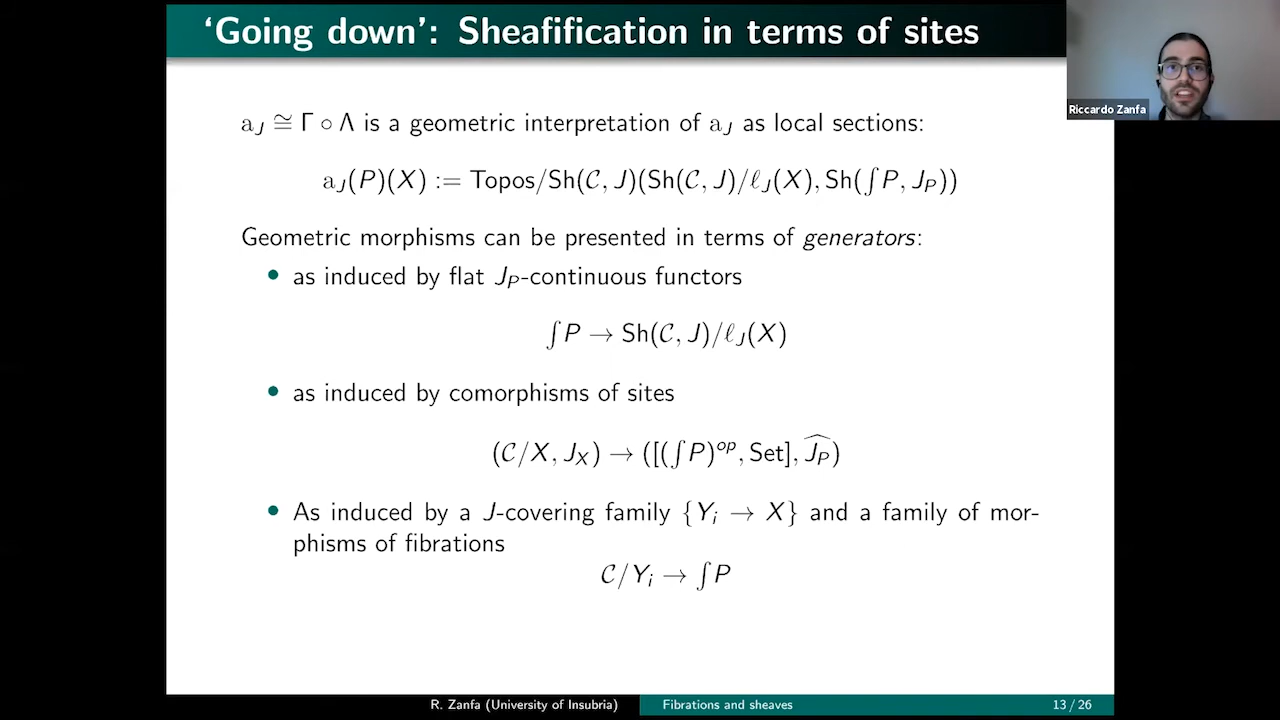 ‘Going down’: Sheafification in terms of sites
Riccardo Zanfa
a_J ≅ Γ ∘ Λ is a geometric interpretation of a_J as local sections:
a_J(P)(X) := Topos/Sh(𝒞, J)(Sh(𝒞, J)/ℓ_J(X), Sh(∫P, J_P))
Geometric morphisms can be presented in terms of generators:
• as induced by flat J_P-continuous functors
∫P → Sh(𝒞, J)/ℓ_J(X)
• as induced by comorphisms of sites
(𝒞/X, J_X) → ([(∫P)^op, Set], \widehat{J_P})
• As induced by a J-covering family {Y_i → X} and a family of mor-
phisms of fibrations
𝒞/Y_i → ∫P
R. Zanfa (University of Insubria)
Fibrations and sheaves
13 / 26